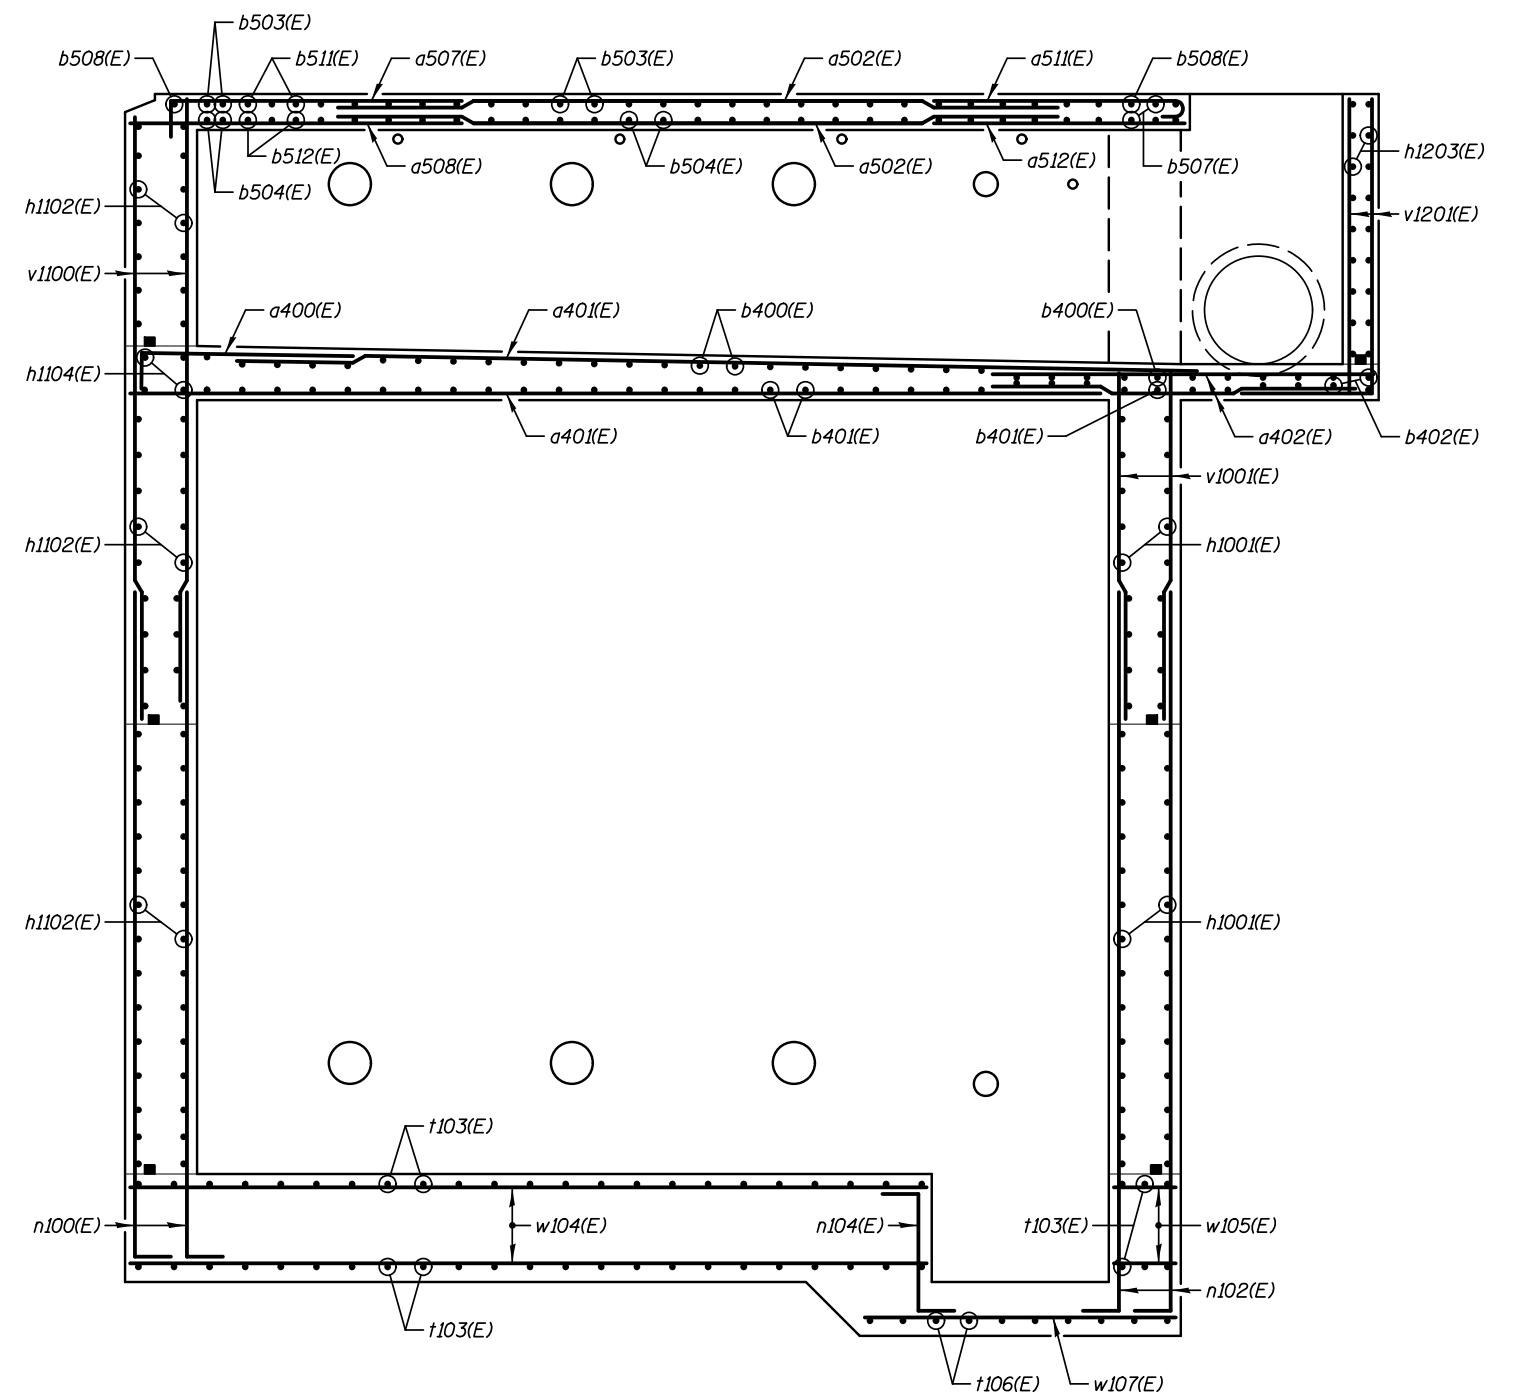 b503(E)
b508(E)
b511(E)
a507(E)
b503(E)
a502(E)
a511(E)
b508(E)
b512(E)
a508(E)
b504(E)
a502(E)
a512(E)
b507(E)
h1203(E)
b504(E)
h1102(E)
v1201(E)
v1100(E)
a400(E)
a401(E)
b400(E)
b400(E)
h1104(E)
a401(E)
b401(E)
b401(E)
a402(E)
b402(E)
v1001(E)
h1102(E)
h1001(E)
h1102(E)
h1001(E)
t103(E)
n100(E)
w104(E)
n104(E)
t103(E)
w105(E)
n102(E)
t103(E)
t106(E)
w107(E)